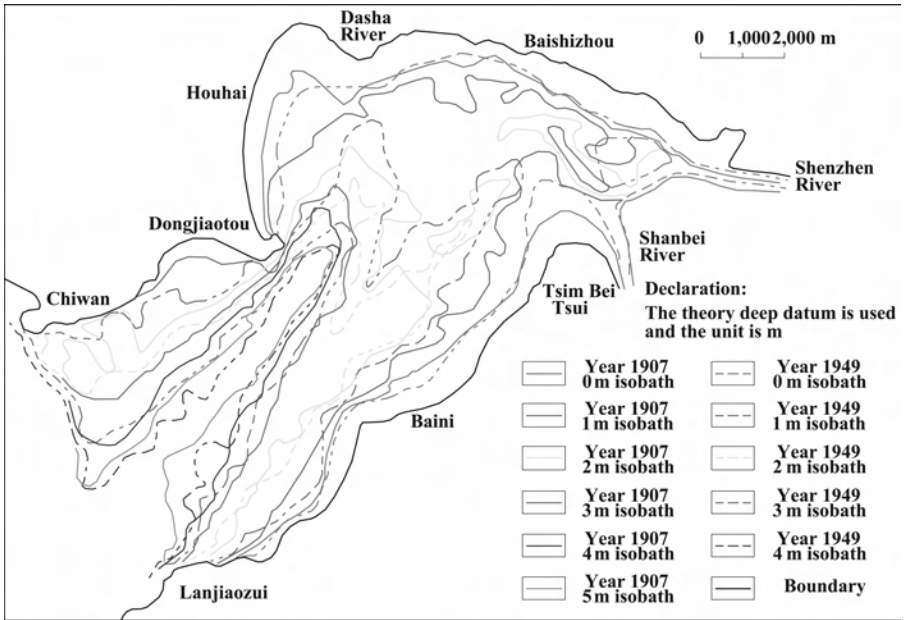 Dasha
River
Baishizhou
0 1,000 2,000 m
Houhai
Shenzhen
River
Dongjiaotou
Shanbei
River
Chiwan
Tsim Bei
Tsui
Declaration:
The theory deep datum is used
and the unit is m
Baini
Lanjiaozui
Year 1907
0 m isobath
Year 1949
0 m isobath
Year 1907
1 m isobath
Year 1949
1 m isobath
Year 1907
2 m isobath
Year 1949
2 m isobath
Year 1907
3 m isobath
Year 1949
3 m isobath
Year 1907
4 m isobath
Year 1949
4 m isobath
Year 1907
5 m isobath
Boundary